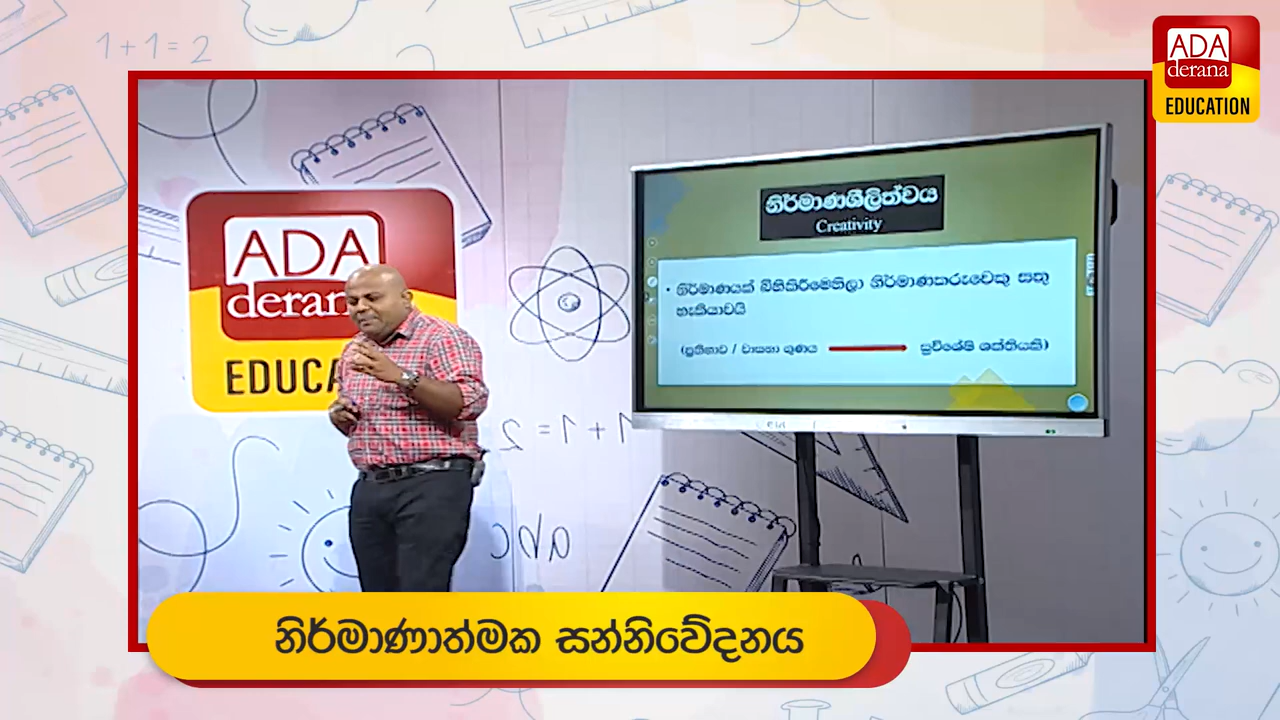 1 + 1 = 2
ADA
derana
EDUCATION
ADA
derana
EDUCA
නිර්මාණශීලිත්වය
Creativity
• නිර්මාණයක් බිහිකිරීමෙහිලා නිර්මාණකරුවෙකු සතු
හැකියාවයි
(ප්‍රතිභාව / වාසනා ගුණය → සුවිශේෂි ශක්තියකි)
1 + 1 = 2
abc
නිර්මාණාත්මක සන්නිවේදනය